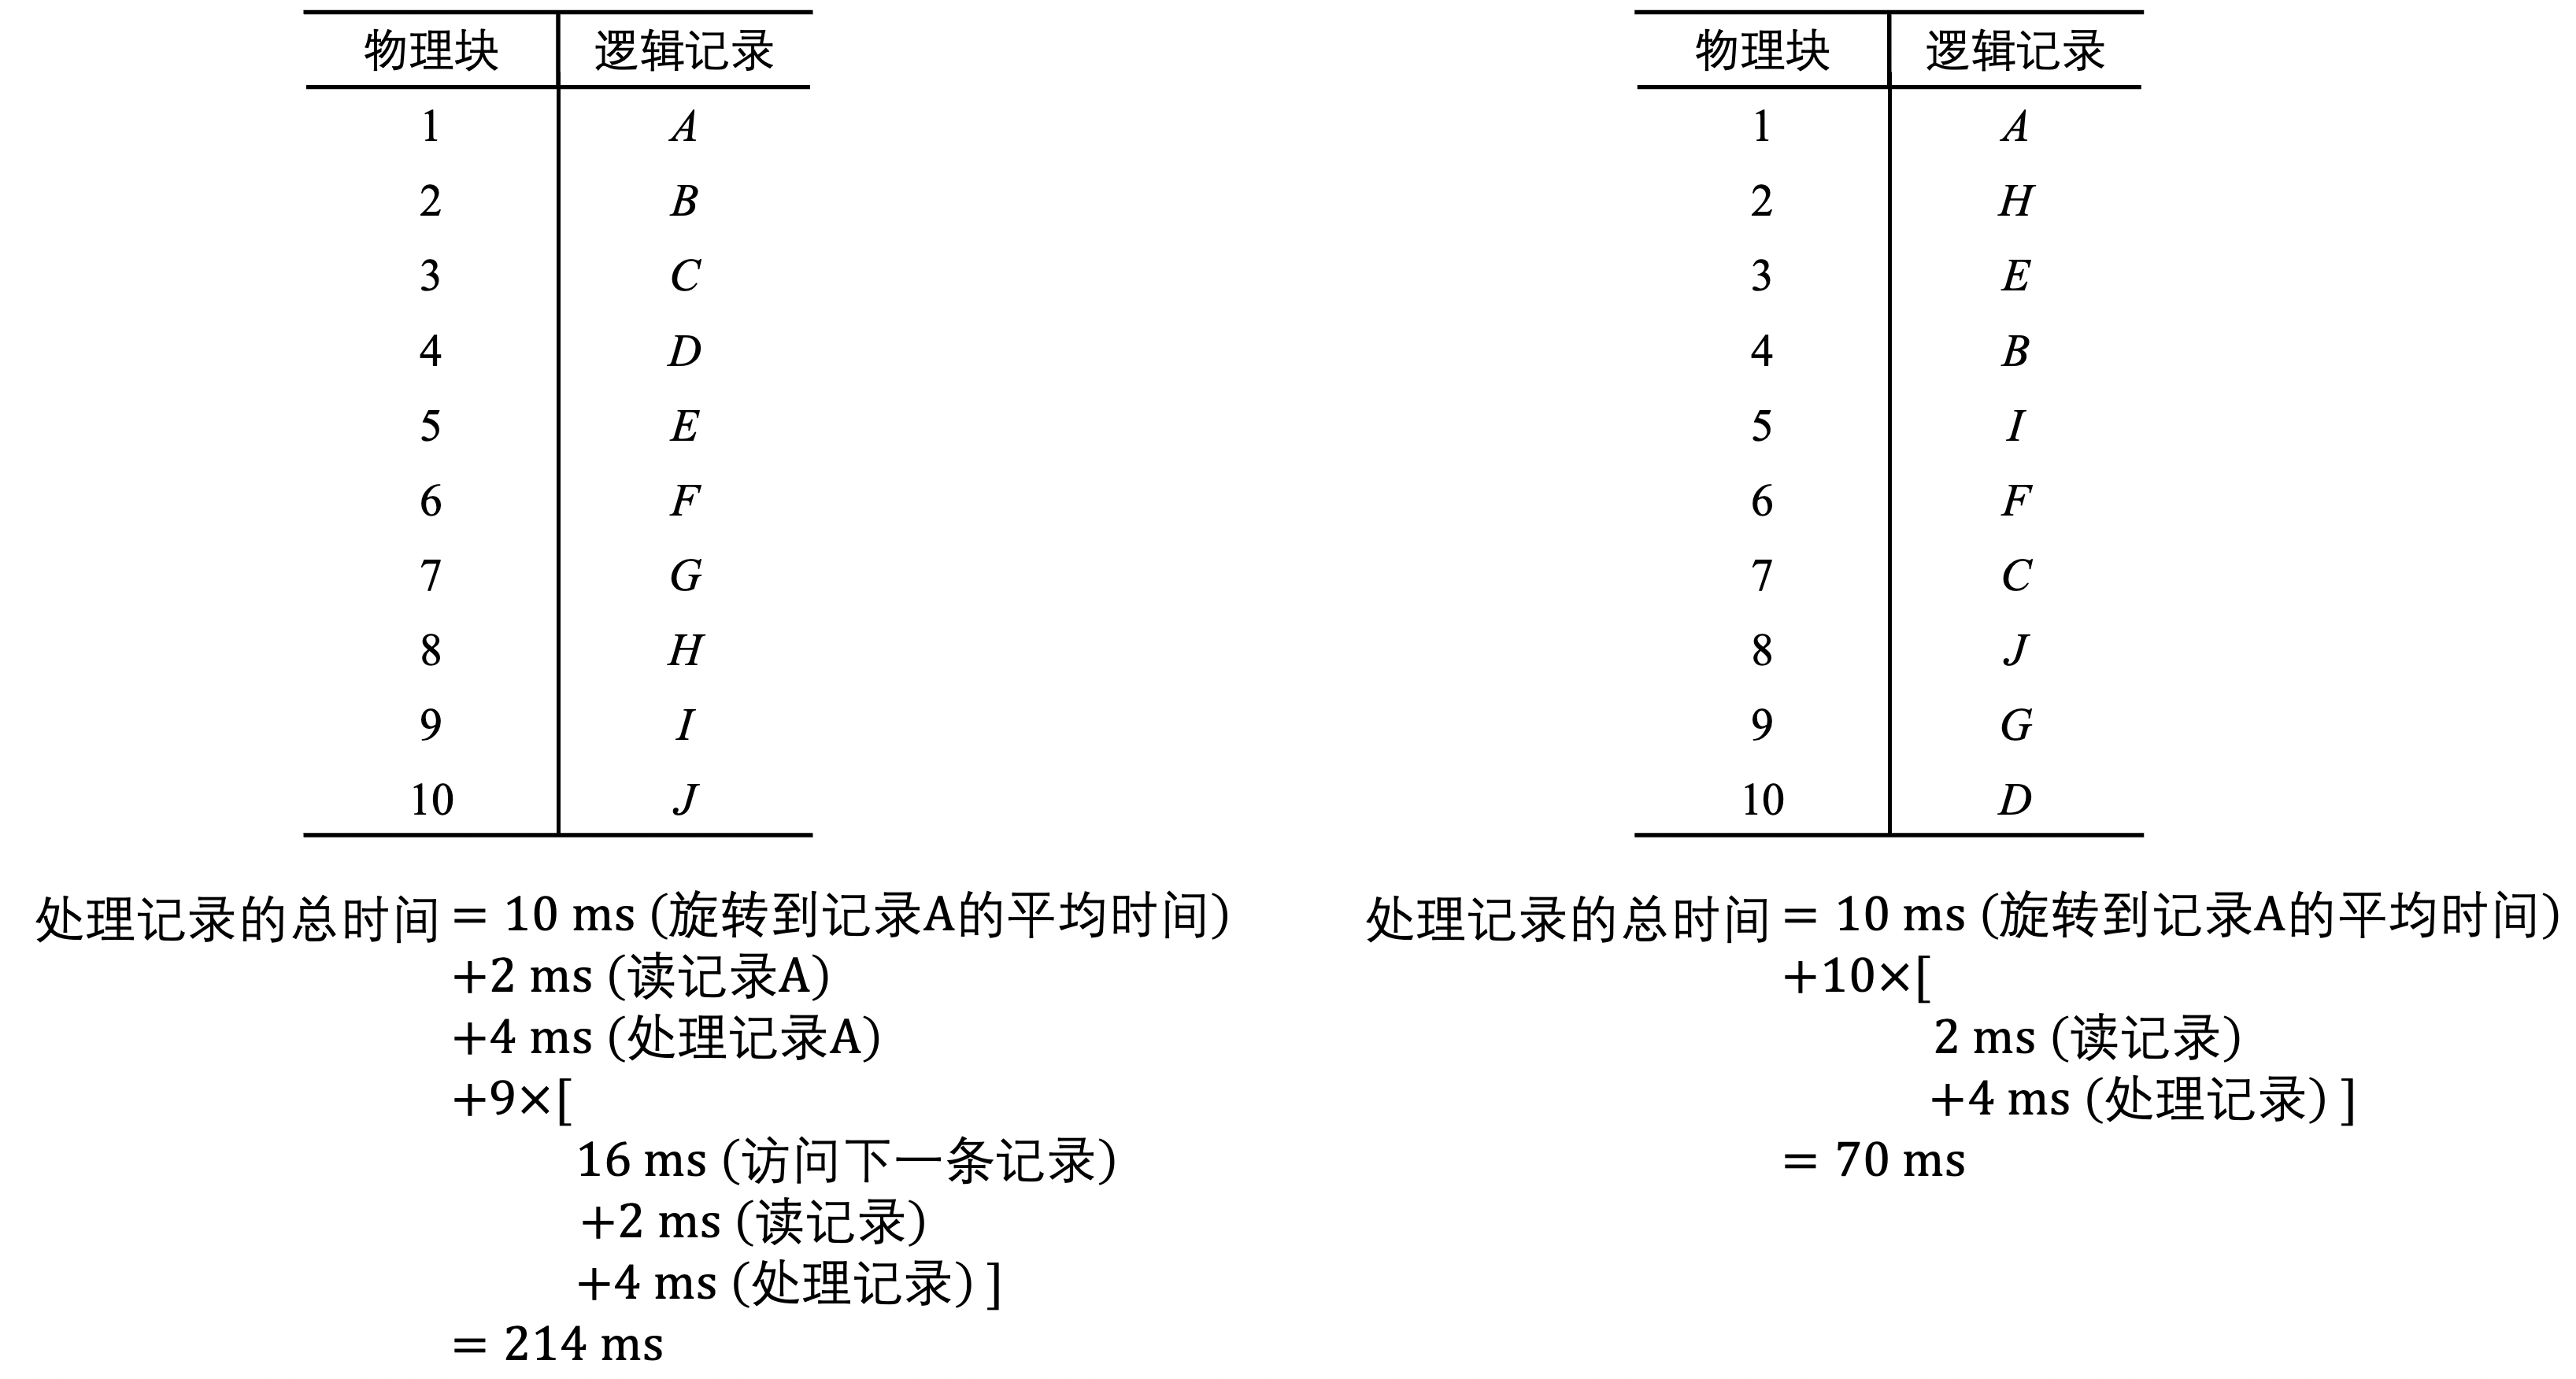 物理块 逻辑记录
1 A
2 B
3 C
4 D
5 E
6 F
7 G
8 H
9 I
10 J
处理记录的总时间 = 10 ms (旋转到记录A的平均时间)
+2 ms (读记录A)
+4 ms (处理记录A)
+9×[
16 ms (访问下一条记录)
+2 ms (读记录)
+4 ms (处理记录) ]
= 214 ms
物理块 逻辑记录
1 A
2 H
3 E
4 B
5 I
6 F
7 C
8 J
9 G
10 D
处理记录的总时间 = 10 ms (旋转到记录A的平均时间)
+10×[
2 ms (读记录)
+4 ms (处理记录) ]
= 70 ms